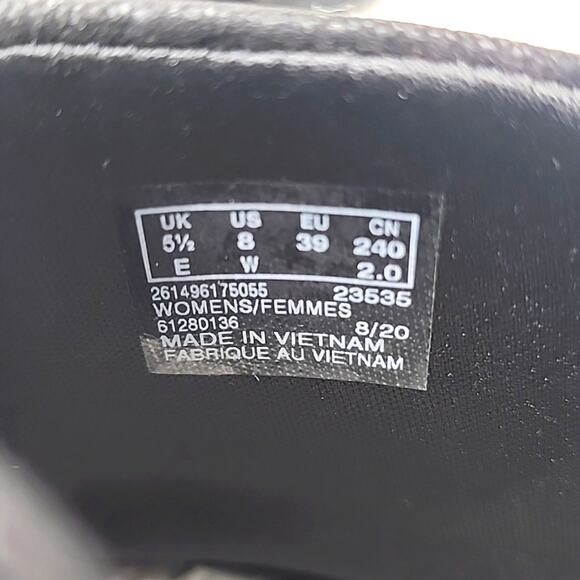 UK US EU CN
5½ 8 39 240
E W 2.0
261496175055 23535
WOMENS/FEMMES
61280136 8/20
MADE IN VIETNAM
FABRIQUE AU VIETNAM